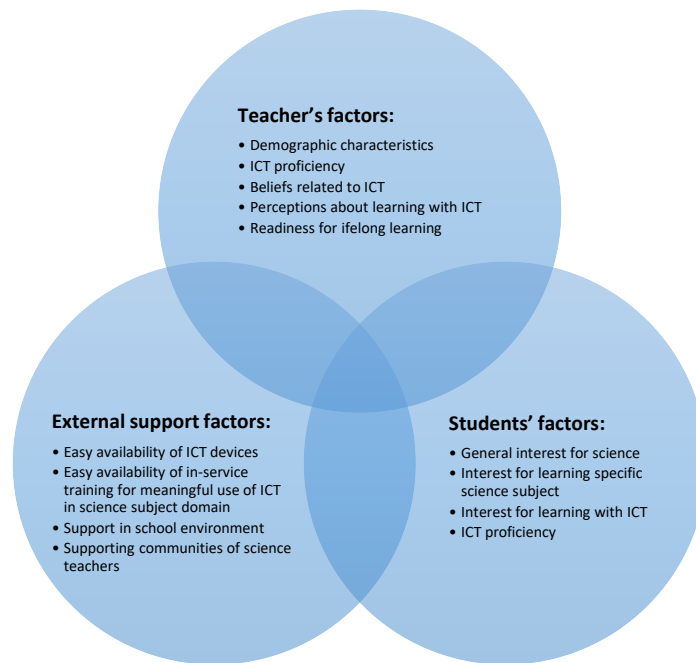 Teacher's factors:
• Demographic characteristics
• ICT proficiency
• Beliefs related to ICT
• Perceptions about learning with ICT
• Readiness for ifelong learning
External support factors:
• Easy availability of ICT devices
• Easy availability of in-service
training for meaningful use of ICT
in science subject domain
• Support in school environment
• Supporting communities of science
teachers
Students' factors:
• General interest for science
• Interest for learning specific
science subject
• Interest for learning with ICT
• ICT proficiency